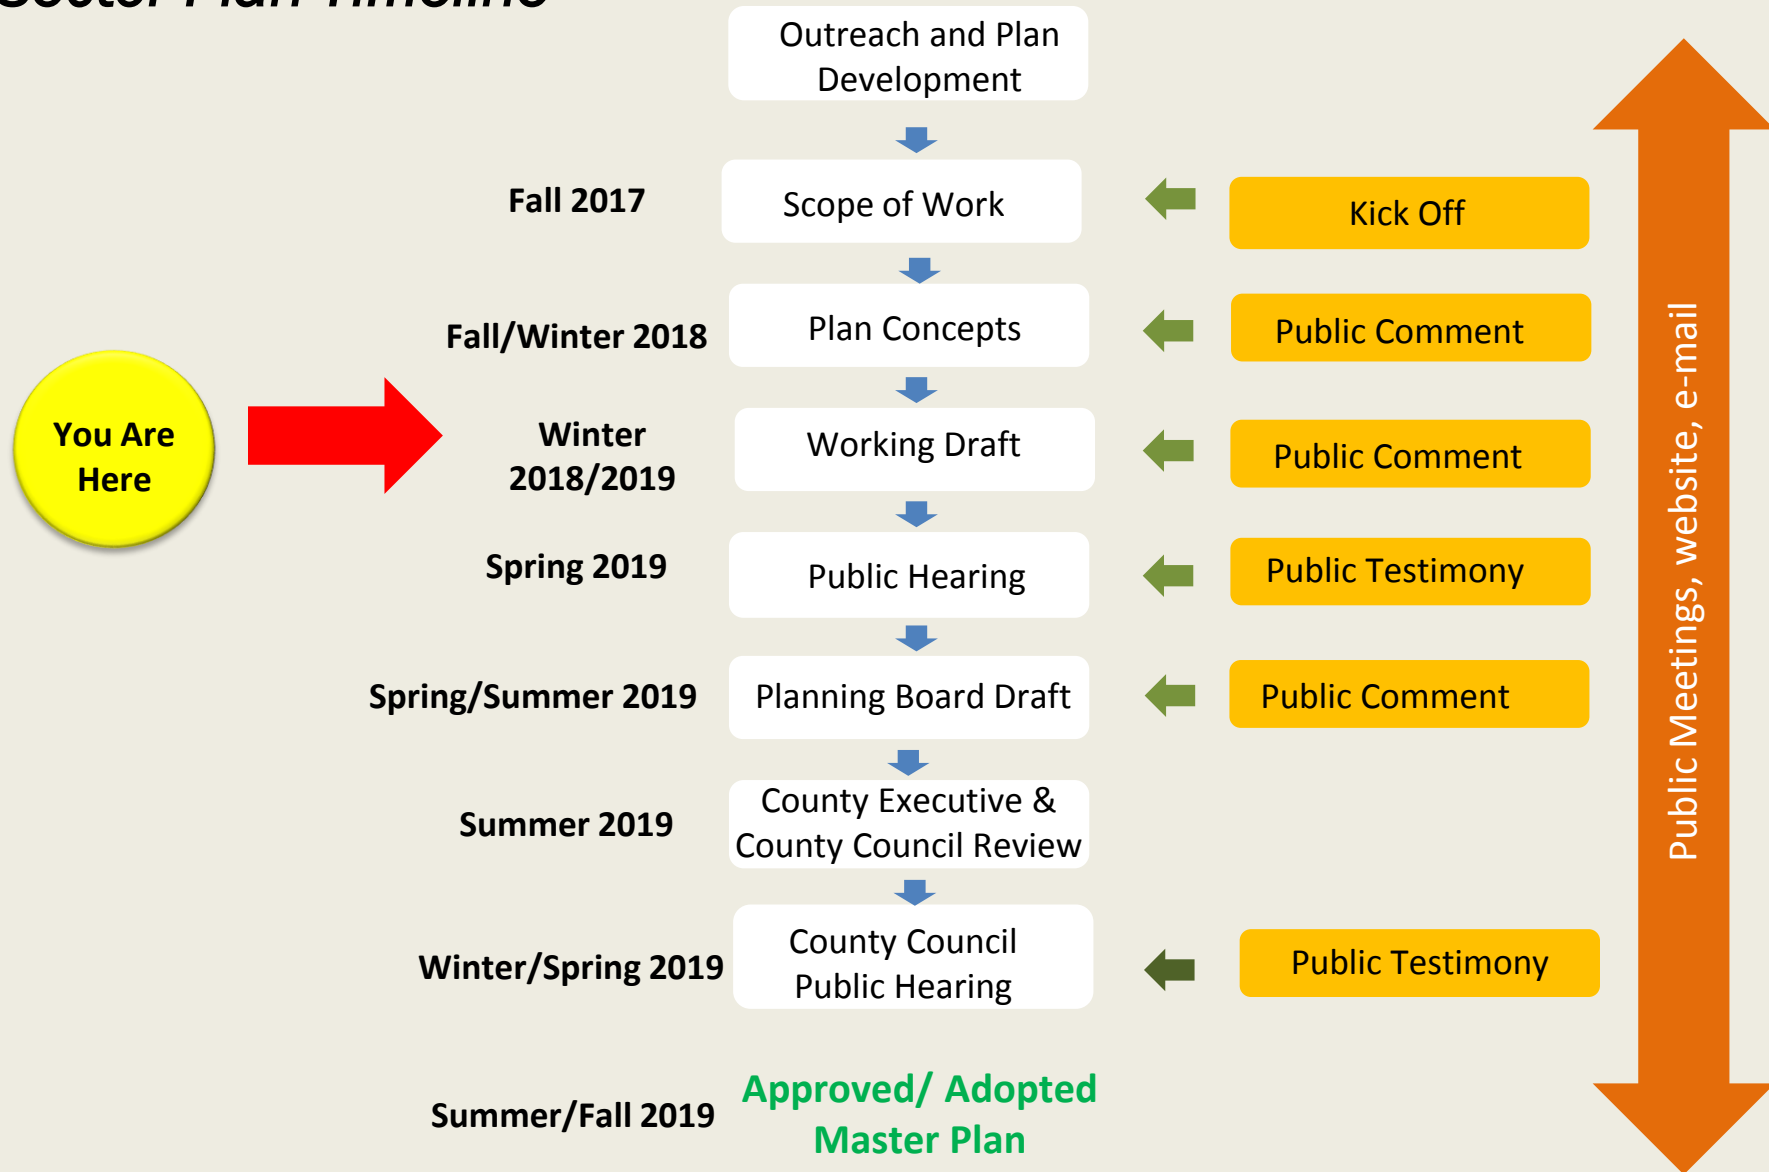 Sector Plan Timeline
Outreach and Plan
Development
Fall 2017
Scope of Work
Kick Off
Fall/Winter 2018
Plan Concepts
Public Comment
You Are
Here
Winter
2018/2019
Working Draft
Public Comment
Spring 2019
Public Hearing
Public Testimony
Spring/Summer 2019
Planning Board Draft
Public Comment
Summer 2019
County Executive &
County Council Review
Winter/Spring 2019
County Council
Public Hearing
Public Testimony
Summer/Fall 2019
Approved/ Adopted
Master Plan
Public Meetings, website, e-mail